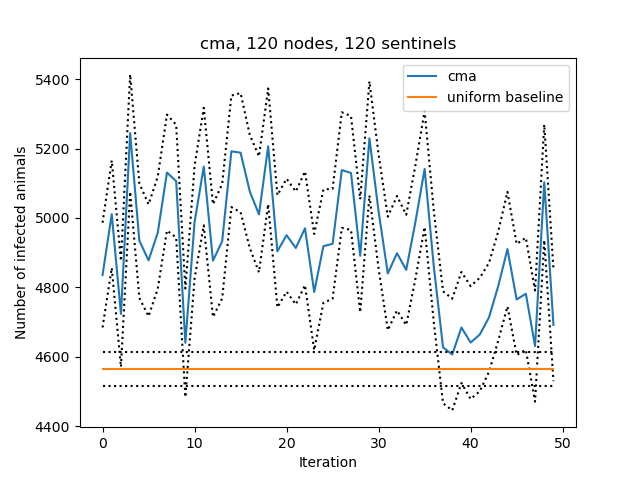 cma, 120 nodes, 120 sentinels
cma
uniform baseline
Number of infected animals
5400
5200
5000
4800
4600
4400
0 10 20 30 40 50
Iteration